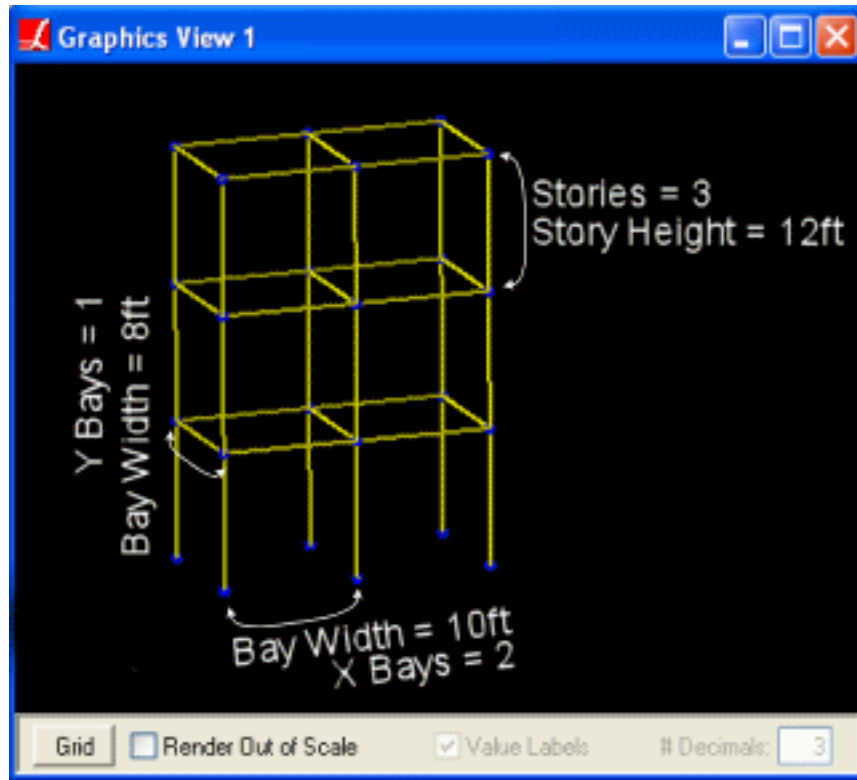 Graphics View 1
Stories = 3
Story Height = 12ft
Y Bays = 1
Bay Width = 8ft
Bay Width = 10ft
X Bays = 2
Grid
Render Out of Scale
Value Labels
# Decimals: 3